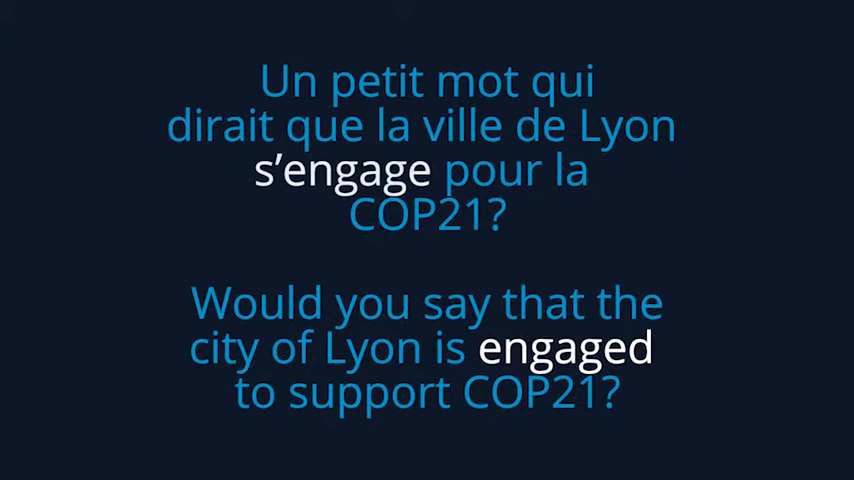 Un petit mot qui
dirait que la ville de Lyon
s’engage pour la
COP21?
Would you say that the
city of Lyon is engaged
to support COP21?